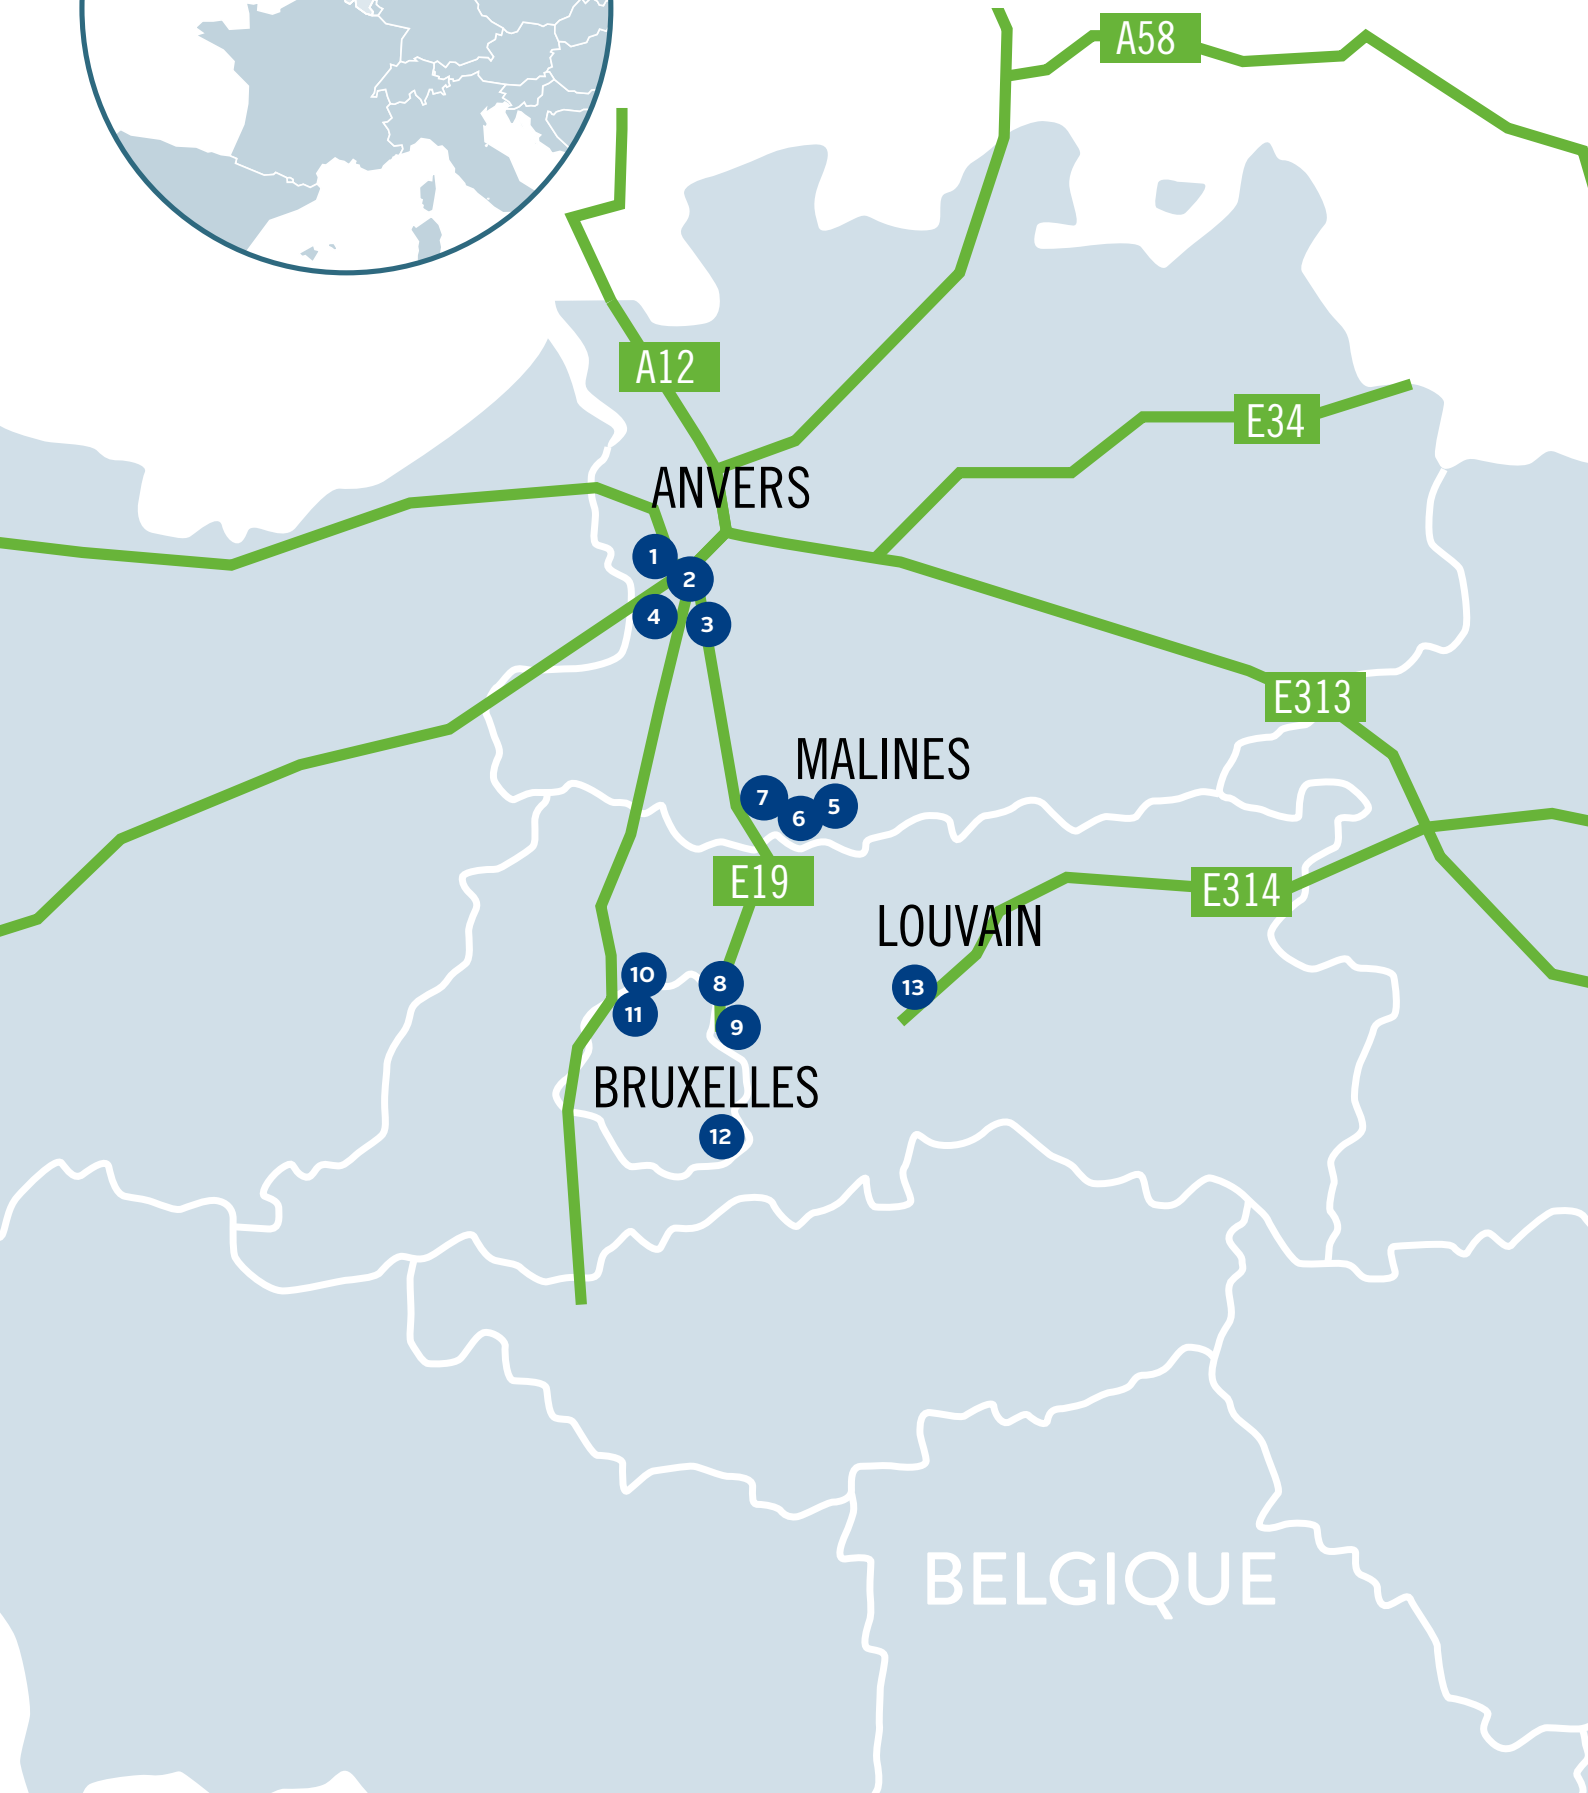 A58
A12
E34
ANVERS
1
2
4
3
E313
MALINES
7
5
6
E19
E314
LOUVAIN
10
8
13
11
9
BRUXELLES
12
BELGIQUE